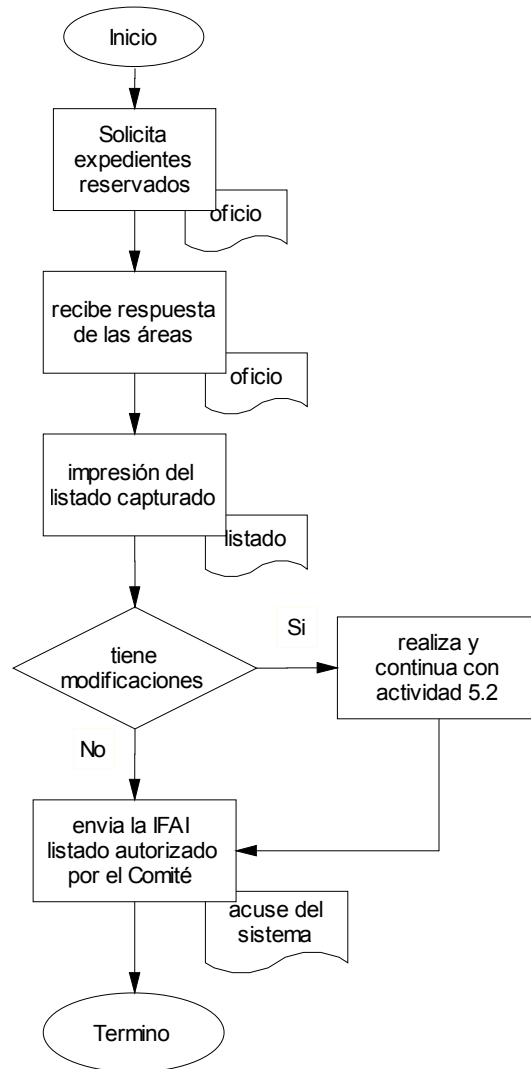 Inicio
Solicita
expedientes
reservados
oficio
recibe respuesta
de las áreas
oficio
impresión del
listado capturado
listado
tiene
modificaciones
Si
realiza y
continua con
actividad 5.2
No
envia la IFAI
listado autorizado
por el Comité
acuse del
sistema
Termino